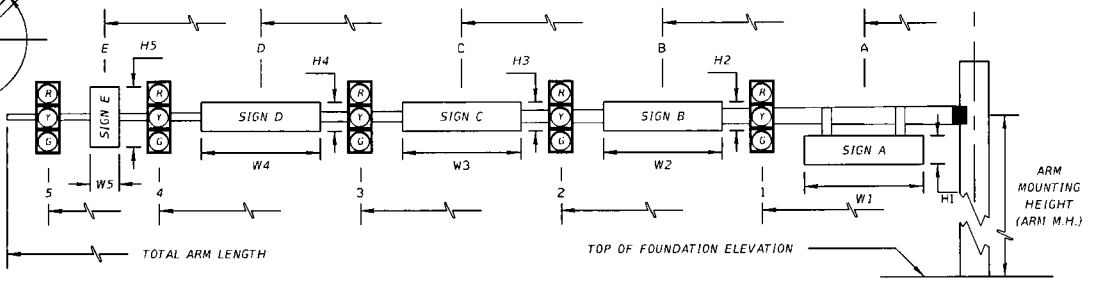 E
D
C
B
A
H5
H4
H3
H2
R
R
R
R
R
Y
SIGN E
Y
SIGN D
Y
SIGN C
Y
SIGN B
Y
G
G
G
G
G
SIGN A
W5
W4
W3
W2
W1
H1
5
4
3
2
1
ARM
MOUNTING
HEIGHT
(ARM M.H.)
TOTAL ARM LENGTH
TOP OF FOUNDATION ELEVATION